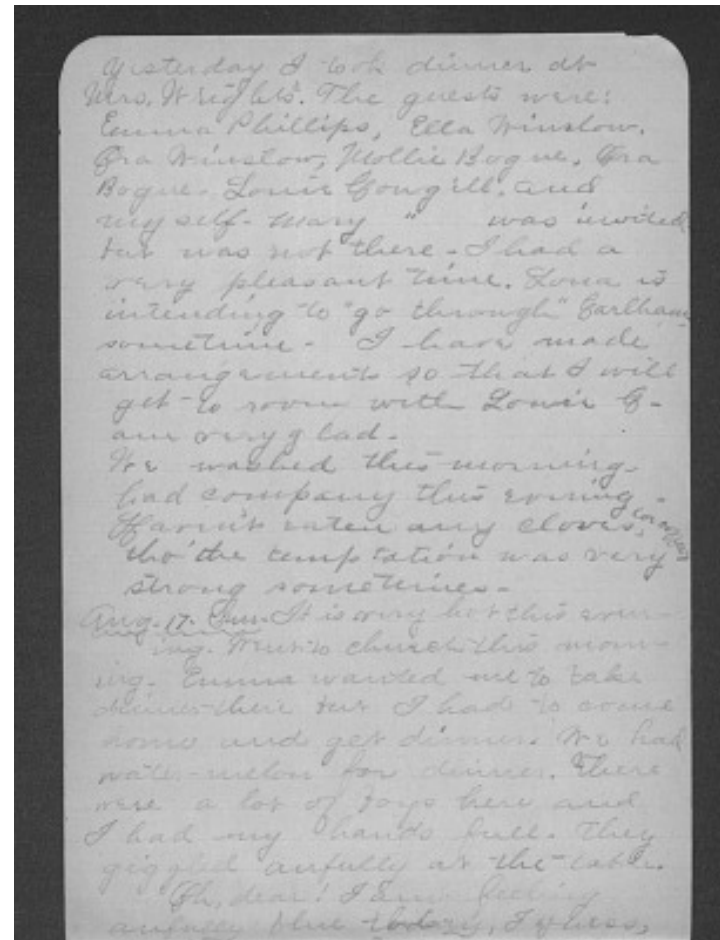 Yesterday I took dinner at
Mrs. Wright's. The guests were:
Emma Phillips, Ella Winslow,
Ora Winslow, Mollie Bogue, Ora
Bogue, Louie Cowgill, and
myself - Mary " was invited
but was not there - I had a
very pleasant time. Lona is
intending to "go through" Earlham
sometime - I have made
arrangements so that I will
get to room with Louie C -
am very glad.
We washed this morning -
had company this evening -
Haven't eaten any cloves,
tho' the temptation was very
strong sometimes -
Aug. 17. Sun. It is very hot this even-
ing. Went to church this morn-
ing. Emma wanted me to take
dinner there but I had to come
home and get dinner. We had
water-melon for dinner. There
were a lot of boys here and
I had my hands full. They
giggled awfully at the table.
Oh, dear! I am feeling
awfully blue today, I guess,